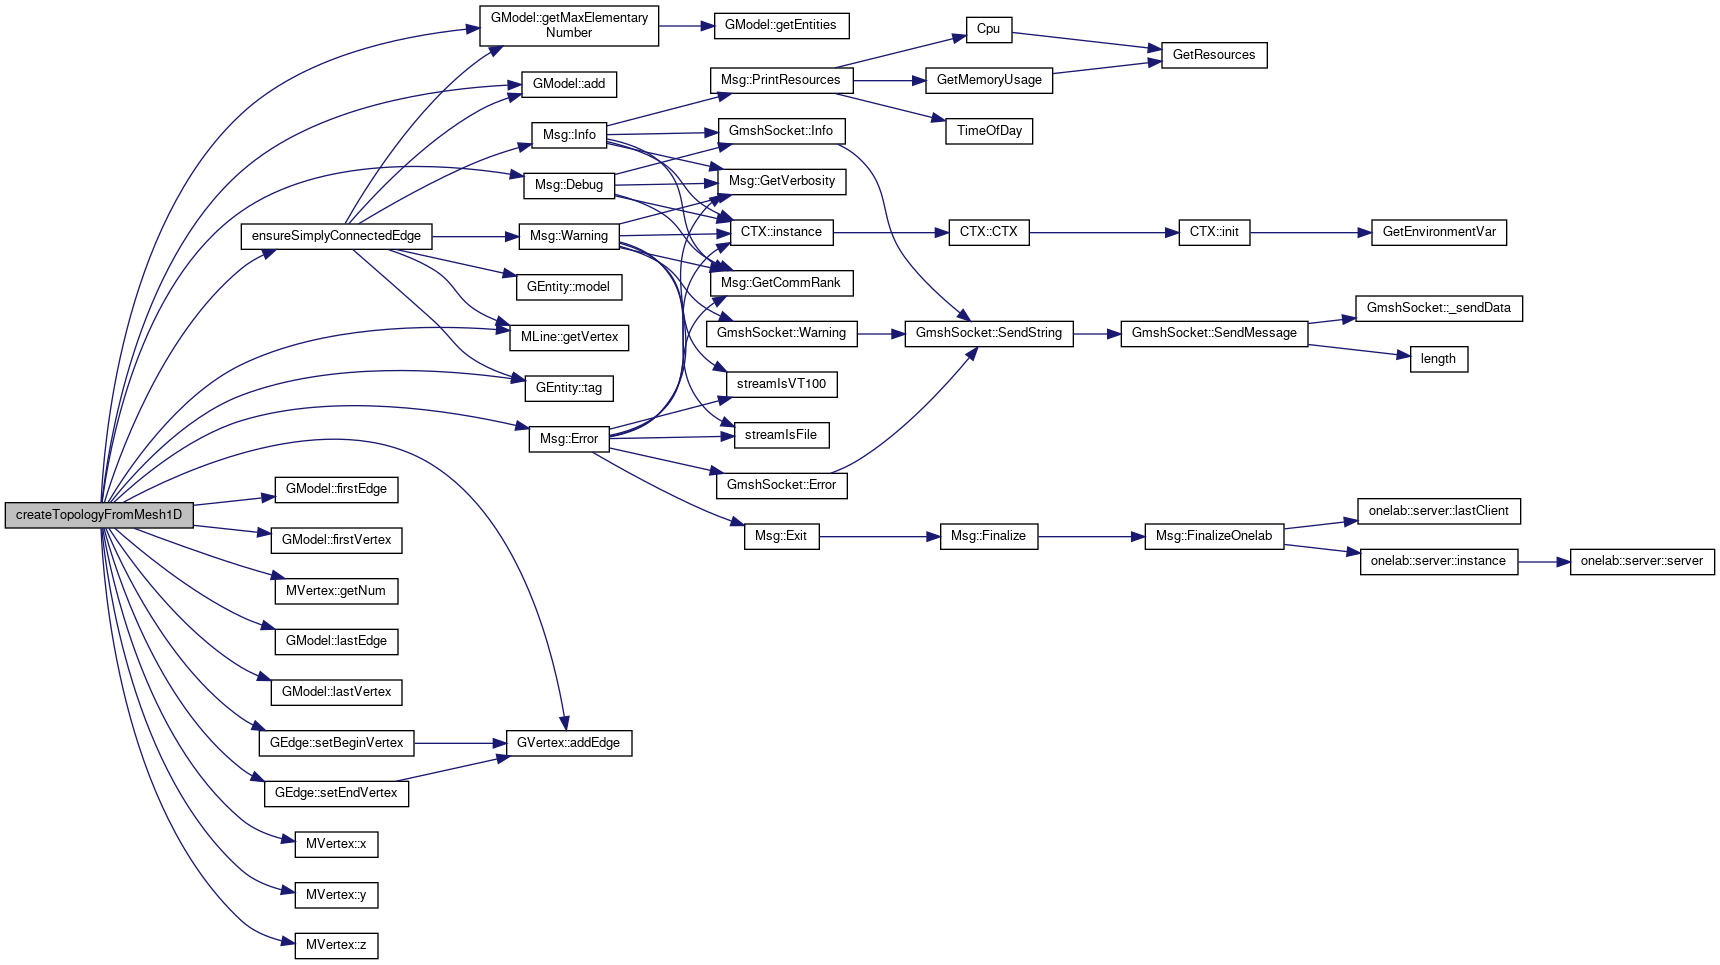 createTopologyFromMesh1D
ensureSimplyConnectedEdge
GModel::firstEdge
GModel::firstVertex
MVertex::getNum
GModel::lastEdge
GModel::lastVertex
GEdge::setBeginVertex
GEdge::setEndVertex
MVertex::x
MVertex::y
MVertex::z
GModel::getMaxElementary
Number
GModel::add
Msg::Info
Msg::Debug
Msg::Warning
GEntity::model
MLine::getVertex
GEntity::tag
Msg::Error
GVertex::addEdge
GModel::getEntities
Msg::PrintResources
GmshSocket::Info
Msg::GetVerbosity
CTX::instance
Msg::GetCommRank
GmshSocket::Warning
streamIsVT100
streamIsFile
GmshSocket::Error
Msg::Exit
Cpu
GetMemoryUsage
TimeOfDay
CTX::CTX
GmshSocket::SendString
Msg::Finalize
GetResources
CTX::init
GmshSocket::SendMessage
Msg::FinalizeOnelab
GetEnvironmentVar
GmshSocket::_sendData
length
onelab::server::lastClient
onelab::server::instance
onelab::server::server